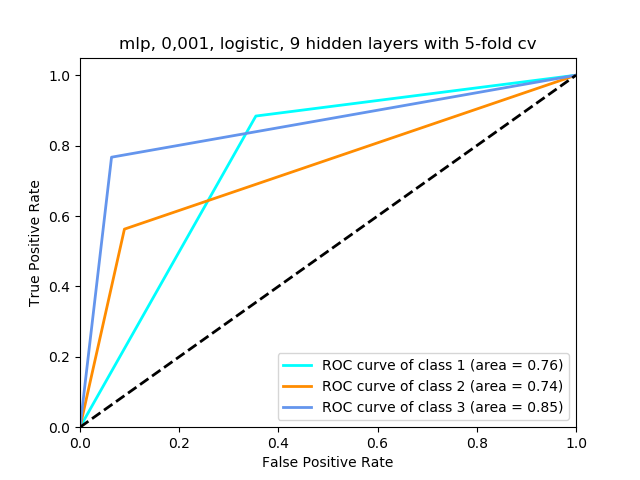 mlp, 0,001, logistic, 9 hidden layers with 5-fold cv
1.0
0.8
0.6
0.4
0.2
0.0
True Positive Rate
ROC curve of class 1 (area = 0.76)
ROC curve of class 2 (area = 0.74)
ROC curve of class 3 (area = 0.85)
0.0 0.2 0.4 0.6 0.8 1.0
False Positive Rate